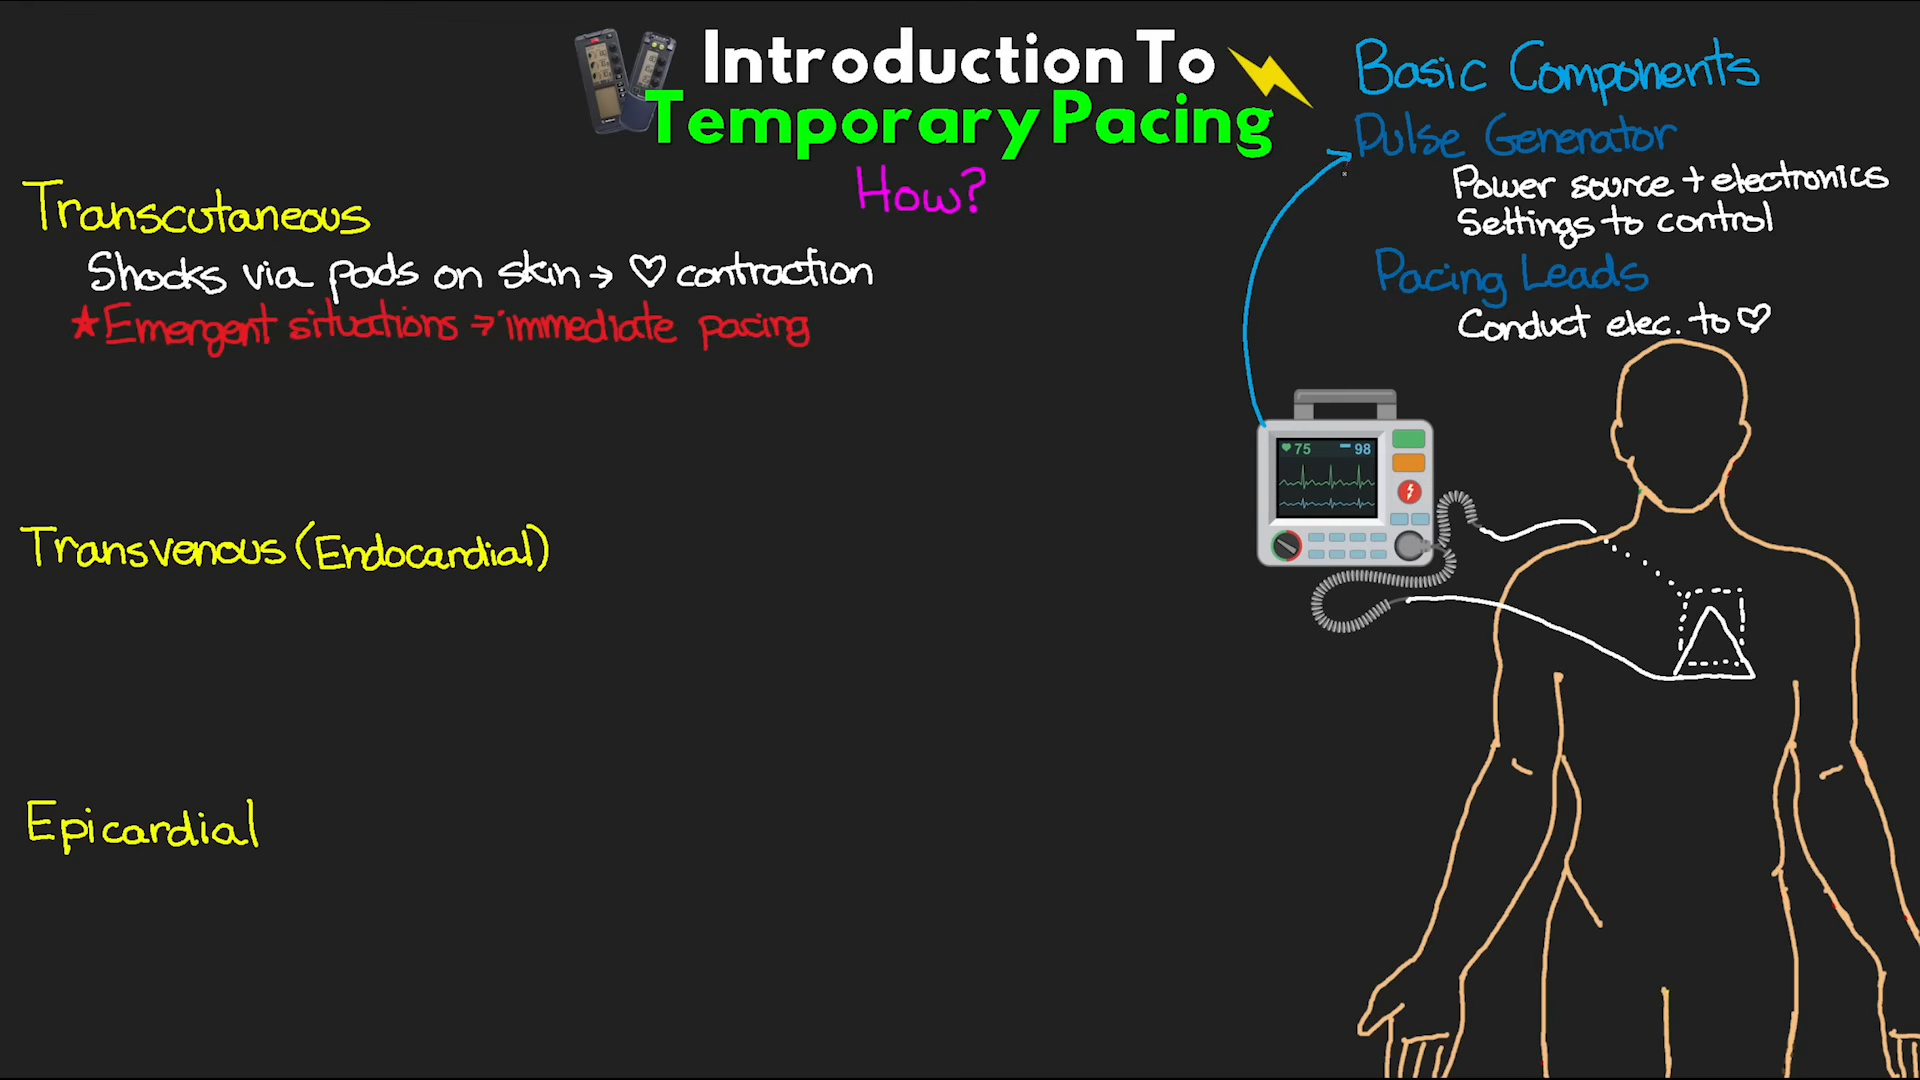 Introduction To
Temporary Pacing
How?
Transcutaneous
Shocks via pads on skin → ♡ contraction
★Emergent situations → immediate pacing
Transvenous (Endocardial)
Epicardial
Basic Components
Pulse Generator
Power source + electronics
Settings to control
Pacing Leads
Conduct elec. to ♡
75 98